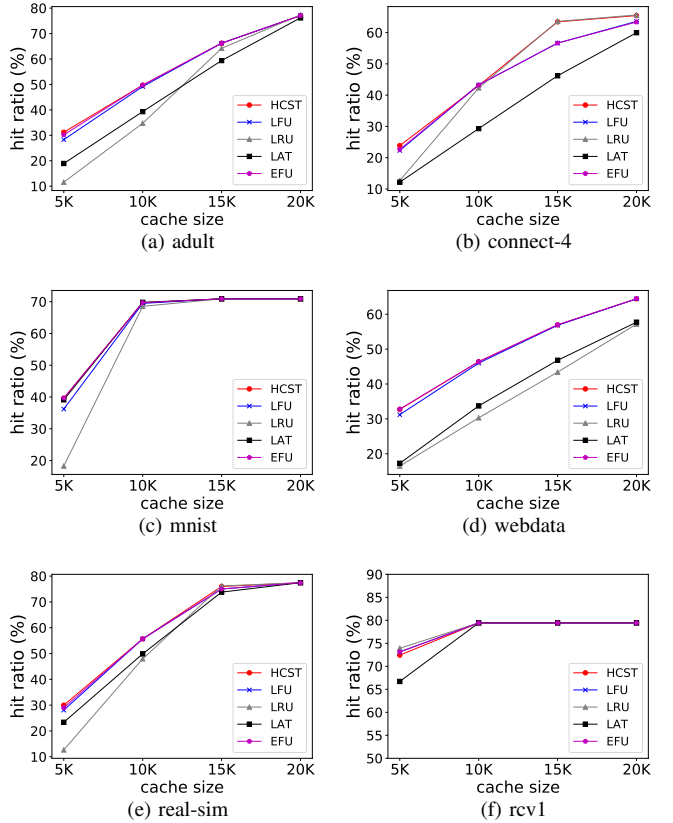 80
70
60
50
40
30
20
10
hit ratio (%)
HCST
LFU
LRU
LAT
EFU
5K 10K 15K 20K
cache size
(a) adult
60
50
40
30
20
10
hit ratio (%)
HCST
LFU
LRU
LAT
EFU
5K 10K 15K 20K
cache size
(b) connect-4
70
60
50
40
30
20
hit ratio (%)
HCST
LFU
LRU
LAT
EFU
5K 10K 15K 20K
cache size
(c) mnist
60
50
40
30
20
hit ratio (%)
HCST
LFU
LRU
LAT
EFU
5K 10K 15K 20K
cache size
(d) webdata
80
70
60
50
40
30
20
10
hit ratio (%)
HCST
LFU
LRU
LAT
EFU
5K 10K 15K 20K
cache size
(e) real-sim
90
85
80
75
70
65
60
55
50
hit ratio (%)
HCST
LFU
LRU
LAT
EFU
5K 10K 15K 20K
cache size
(f) rcv1